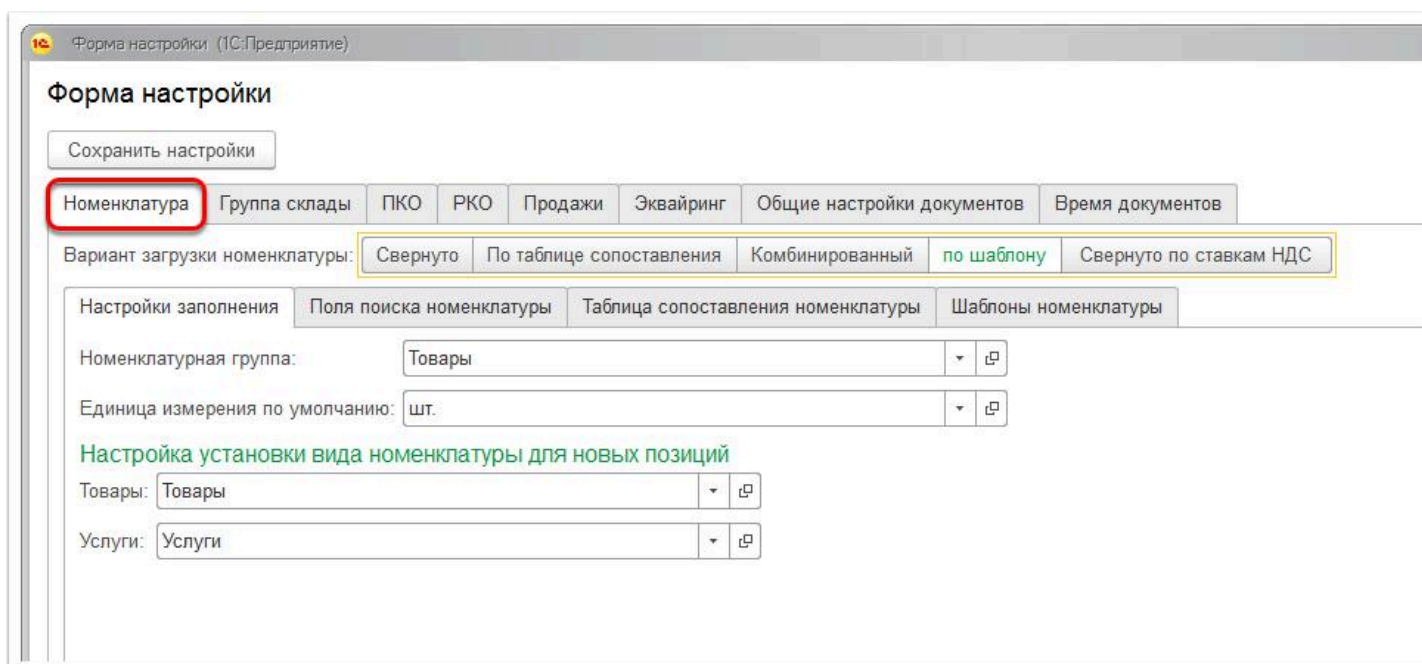 1С Форма настройки (1С:Предприятие)
Форма настройки
Сохранить настройки
Номенклатура Группа склады ПКО РКО Продажи Эквайринг Общие настройки документов Время документов
Вариант загрузки номенклатуры: Свернуто По таблице сопоставления Комбинированный по шаблону Свернуто по ставкам НДС
Настройки заполнения Поля поиска номенклатуры Таблица сопоставления номенклатуры Шаблоны номенклатуры
Номенклатурная группа: Товары
Единица измерения по умолчанию: шт.
Настройка установки вида номенклатуры для новых позиций
Товары: Товары
Услуги: Услуги